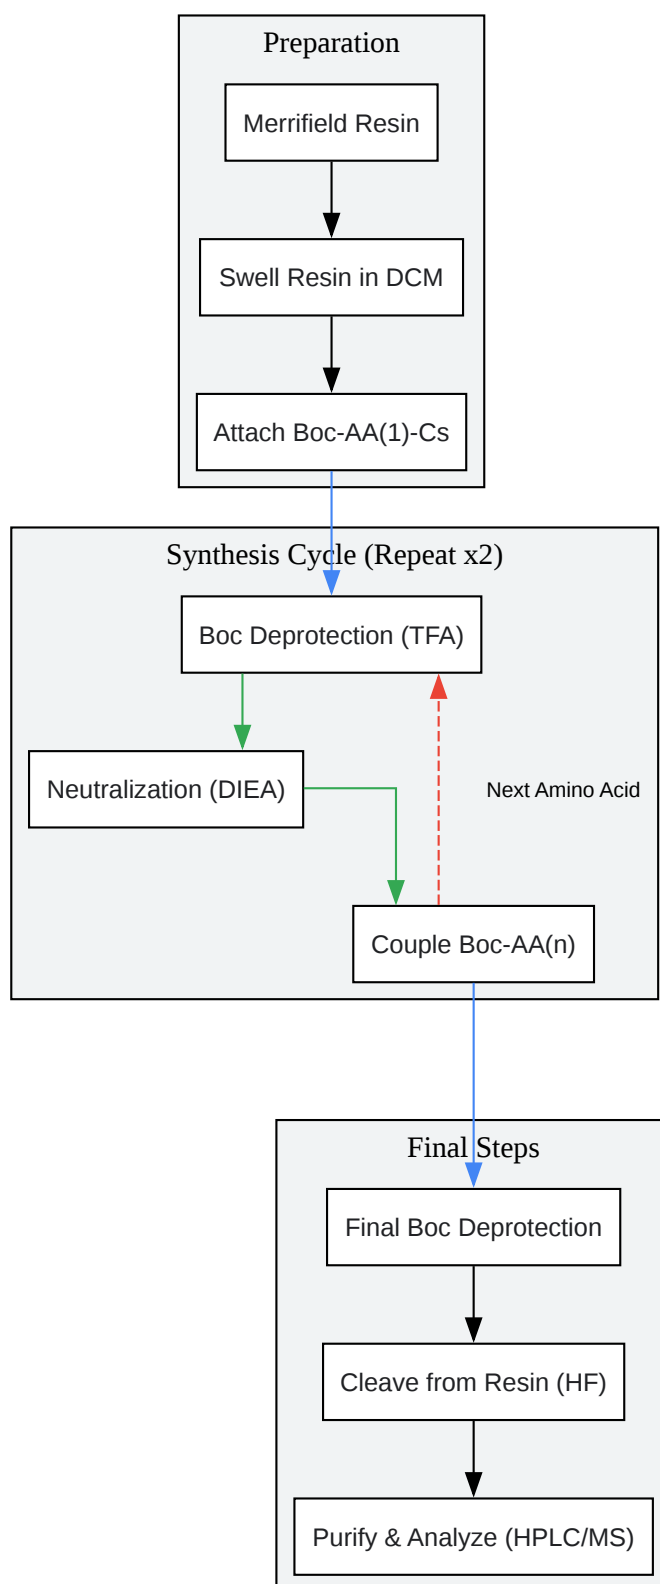 Preparation
Merrifield Resin
Swell Resin in DCM
Attach Boc-AA(1)-Cs
Synthesis Cycle (Repeat x2)
Boc Deprotection (TFA)
Neutralization (DIEA)
Next Amino Acid
Couple Boc-AA(n)
Final Steps
Final Boc Deprotection
Cleave from Resin (HF)
Purify & Analyze (HPLC/MS)